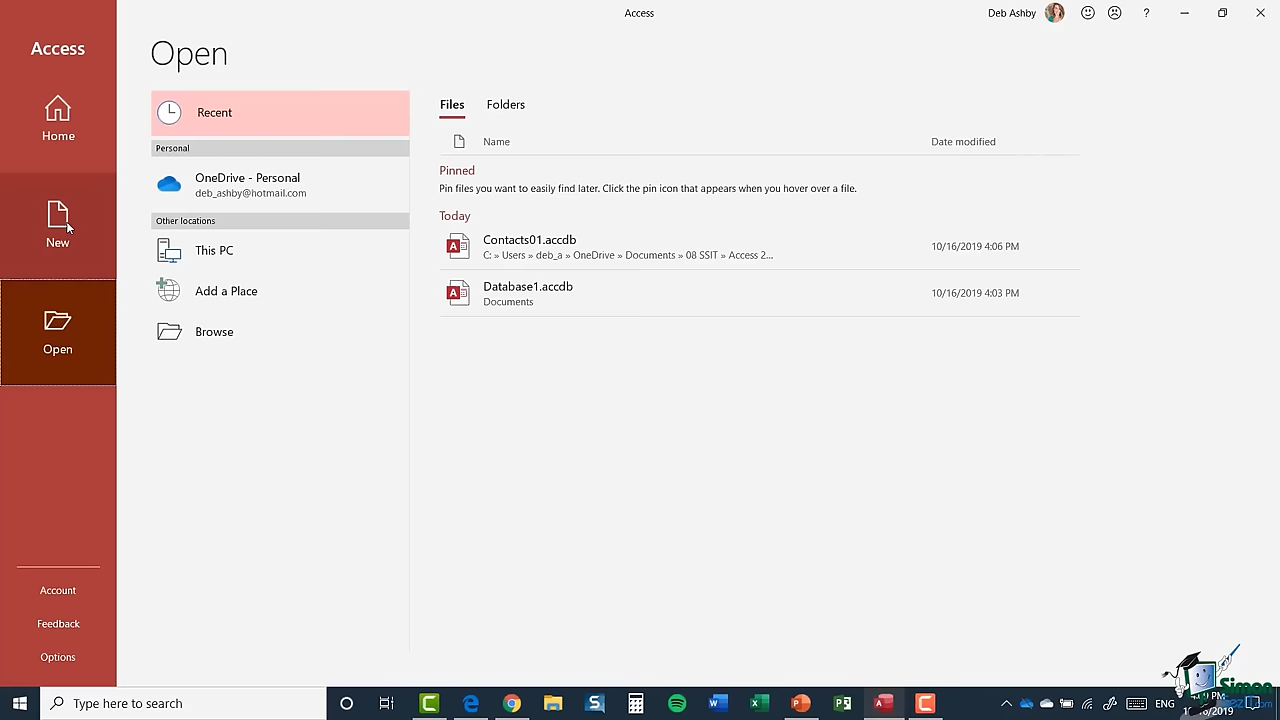 Access
Deb Ashby
?
Access
Home
New
Open
Account
Feedback
Options
Open
Recent
Personal
OneDrive - Personal
deb_ashby@hotmail.com
Other locations
This PC
Add a Place
Browse
Files Folders
Name Date modified
Pinned
Pin files you want to easily find later. Click the pin icon that appears when you hover over a file.
Today
Contacts01.accdb
C: » Users » deb_a » OneDrive » Documents » 08 SSIT » Access 2...
10/16/2019 4:06 PM
Database1.accdb
Documents
10/16/2019 4:03 PM
Type here to search
ENG
Simon